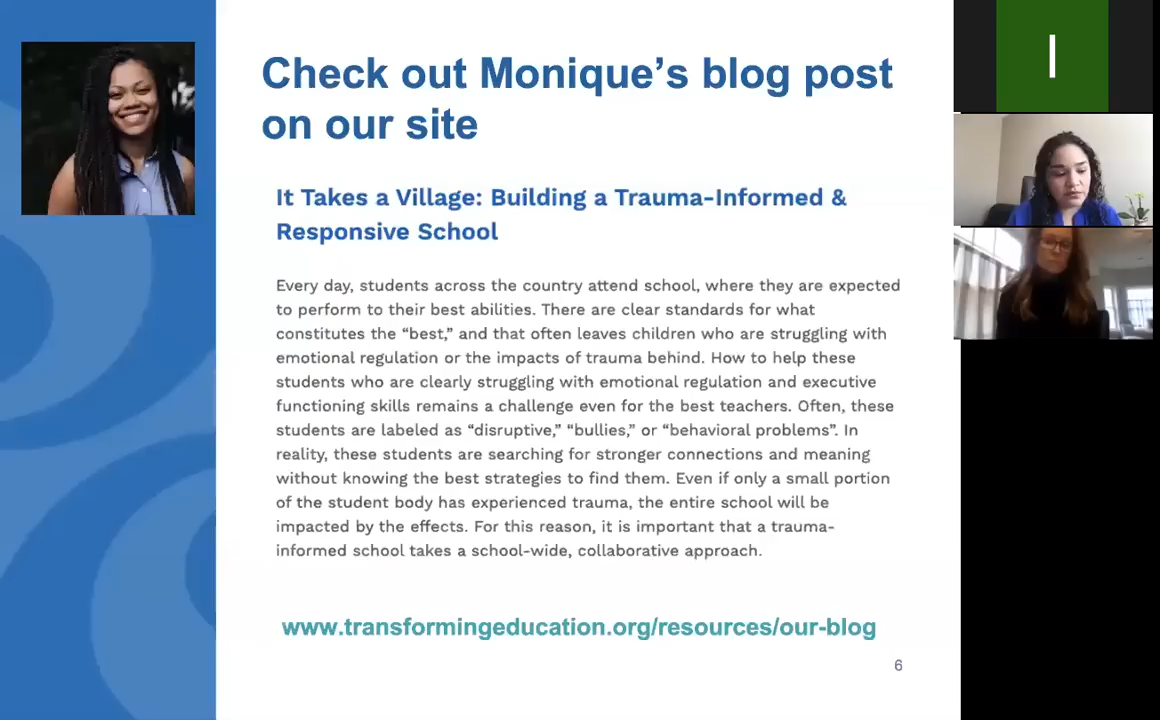 Check out Monique’s blog post
on our site
It Takes a Village: Building a Trauma-Informed &
Responsive School
Every day, students across the country attend school, where they are expected
to perform to their best abilities. There are clear standards for what
constitutes the “best,” and that often leaves children who are struggling with
emotional regulation or the impacts of trauma behind. How to help these
students who are clearly struggling with emotional regulation and executive
functioning skills remains a challenge even for the best teachers. Often, these
students are labeled as “disruptive,” “bullies,” or “behavioral problems”. In
reality, these students are searching for stronger connections and meaning
without knowing the best strategies to find them. Even if only a small portion
of the student body has experienced trauma, the entire school will be
impacted by the effects. For this reason, it is important that a trauma-
informed school takes a school-wide, collaborative approach.
www.transformingeducation.org/resources/our-blog
6
I